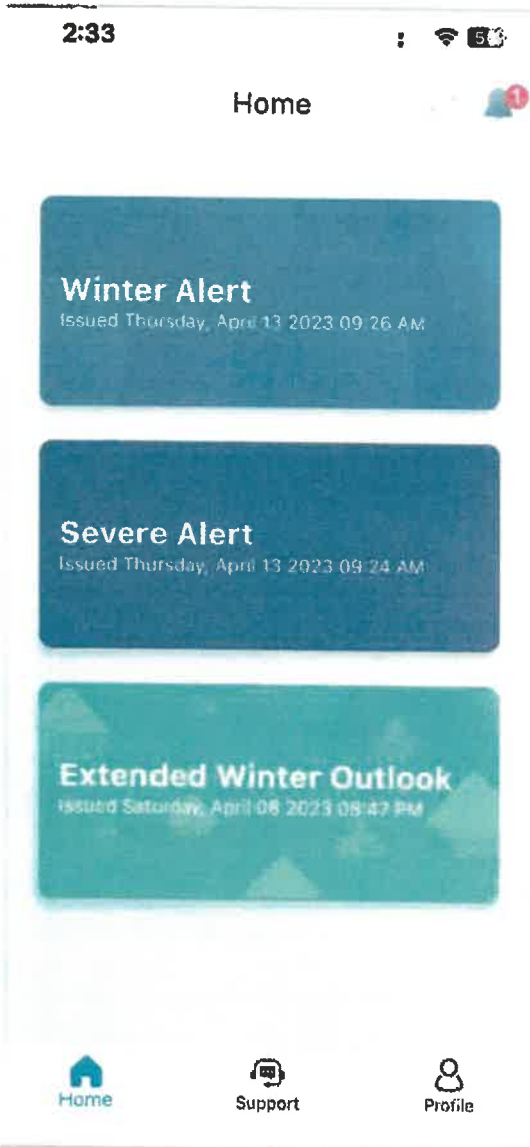 2:33
Home
1
Winter Alert
Issued Thursday, April 13 2023 09:26 AM
Severe Alert
Issued Thursday, April 13 2023 09:24 AM
Extended Winter Outlook
Issued Saturday, April 08 2023 08:47 PM
Home
Support
Profile